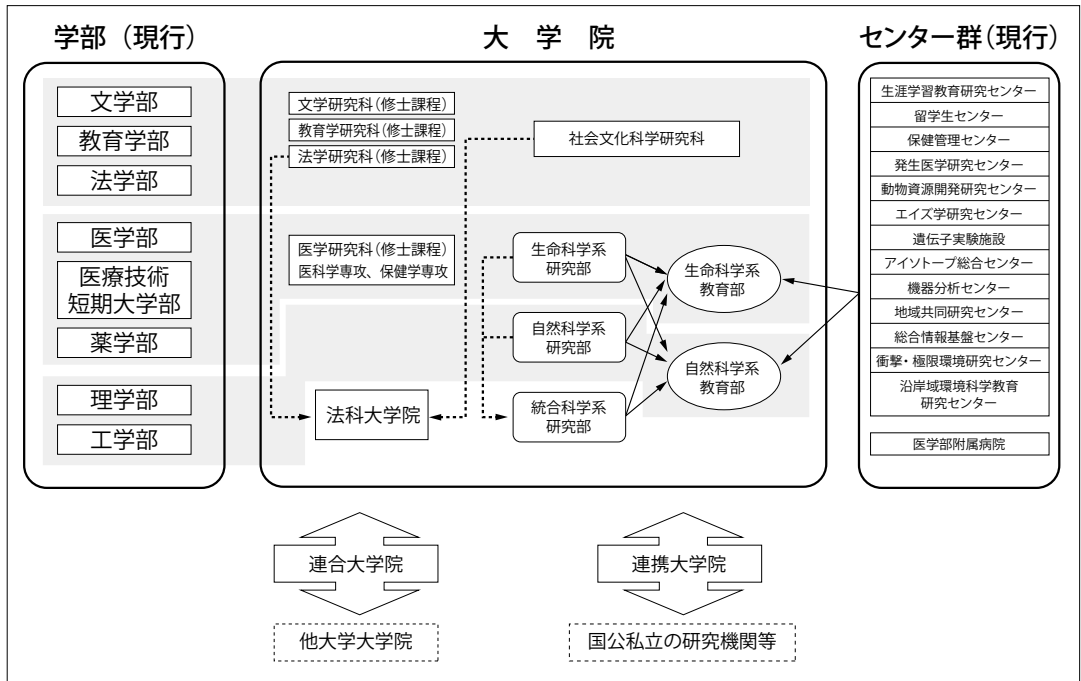 学部（現行）
文学部
教育学部
法学部
医学部
医療技術
短期大学部
薬学部
理学部
工学部
大　学　院
文学研究科（修士課程）
教育学研究科（修士課程）
法学研究科（修士課程）
社会文化科学研究科
医学研究科（修士課程）
医科学専攻、保健学専攻
生命科学系
研究部
自然科学系
研究部
統合科学系
研究部
生命科学系
教育部
自然科学系
教育部
法科大学院
センター群（現行）
生涯学習教育研究センター
留学生センター
保健管理センター
発生医学研究センター
動物資源開発研究センター
エイズ学研究センター
遺伝子実験施設
アイソトープ総合センター
機器分析センター
地域共同研究センター
総合情報基盤センター
衝撃・極限環境研究センター
沿岸域環境科学教育
研究センター
医学部附属病院
連合大学院
他大学大学院
連携大学院
国公私立の研究機関等